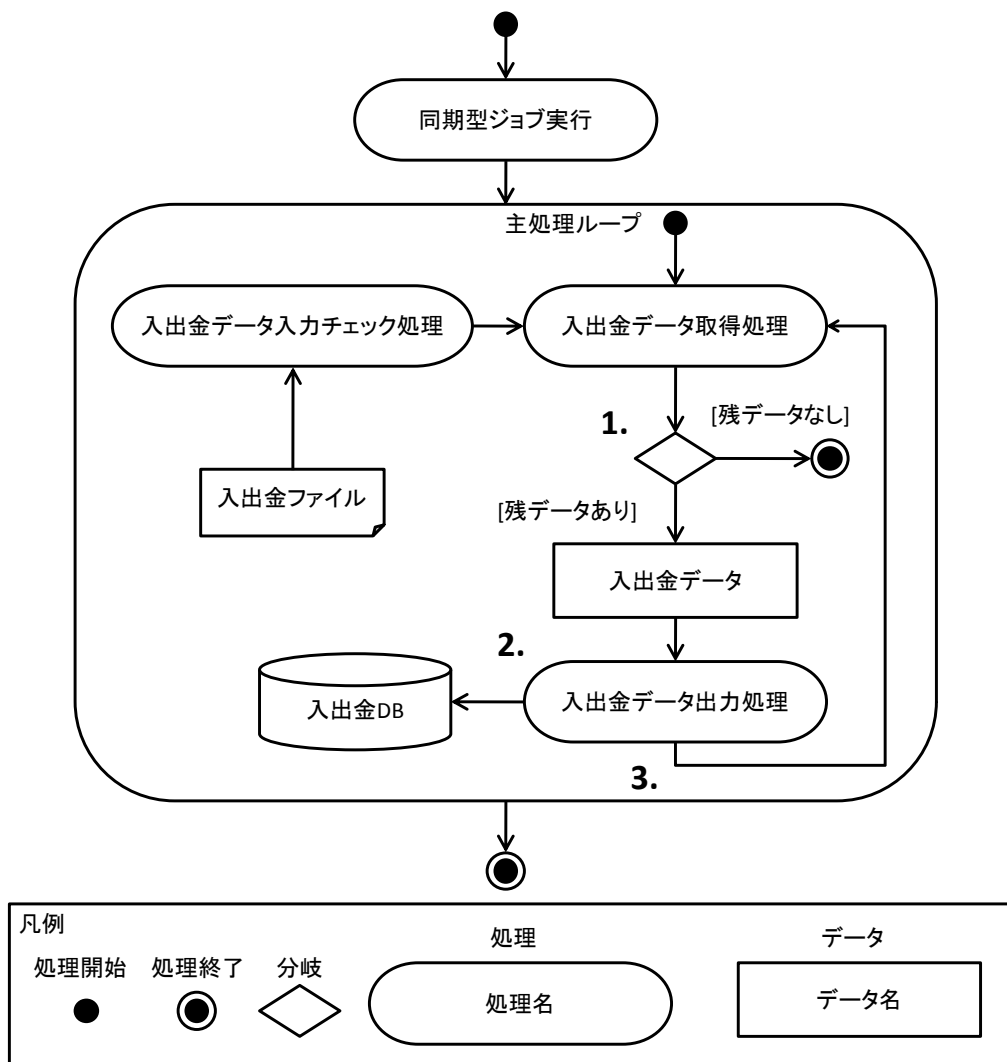 同期型ジョブ実行
主処理ループ
入出金データ入力チェック処理
入出金データ取得処理
1.
[残データなし]
入出金ファイル
[残データあり]
入出金データ
2.
入出金DB
入出金データ出力処理
3.
凡例
処理
データ
処理開始
処理終了
分岐
処理名
データ名